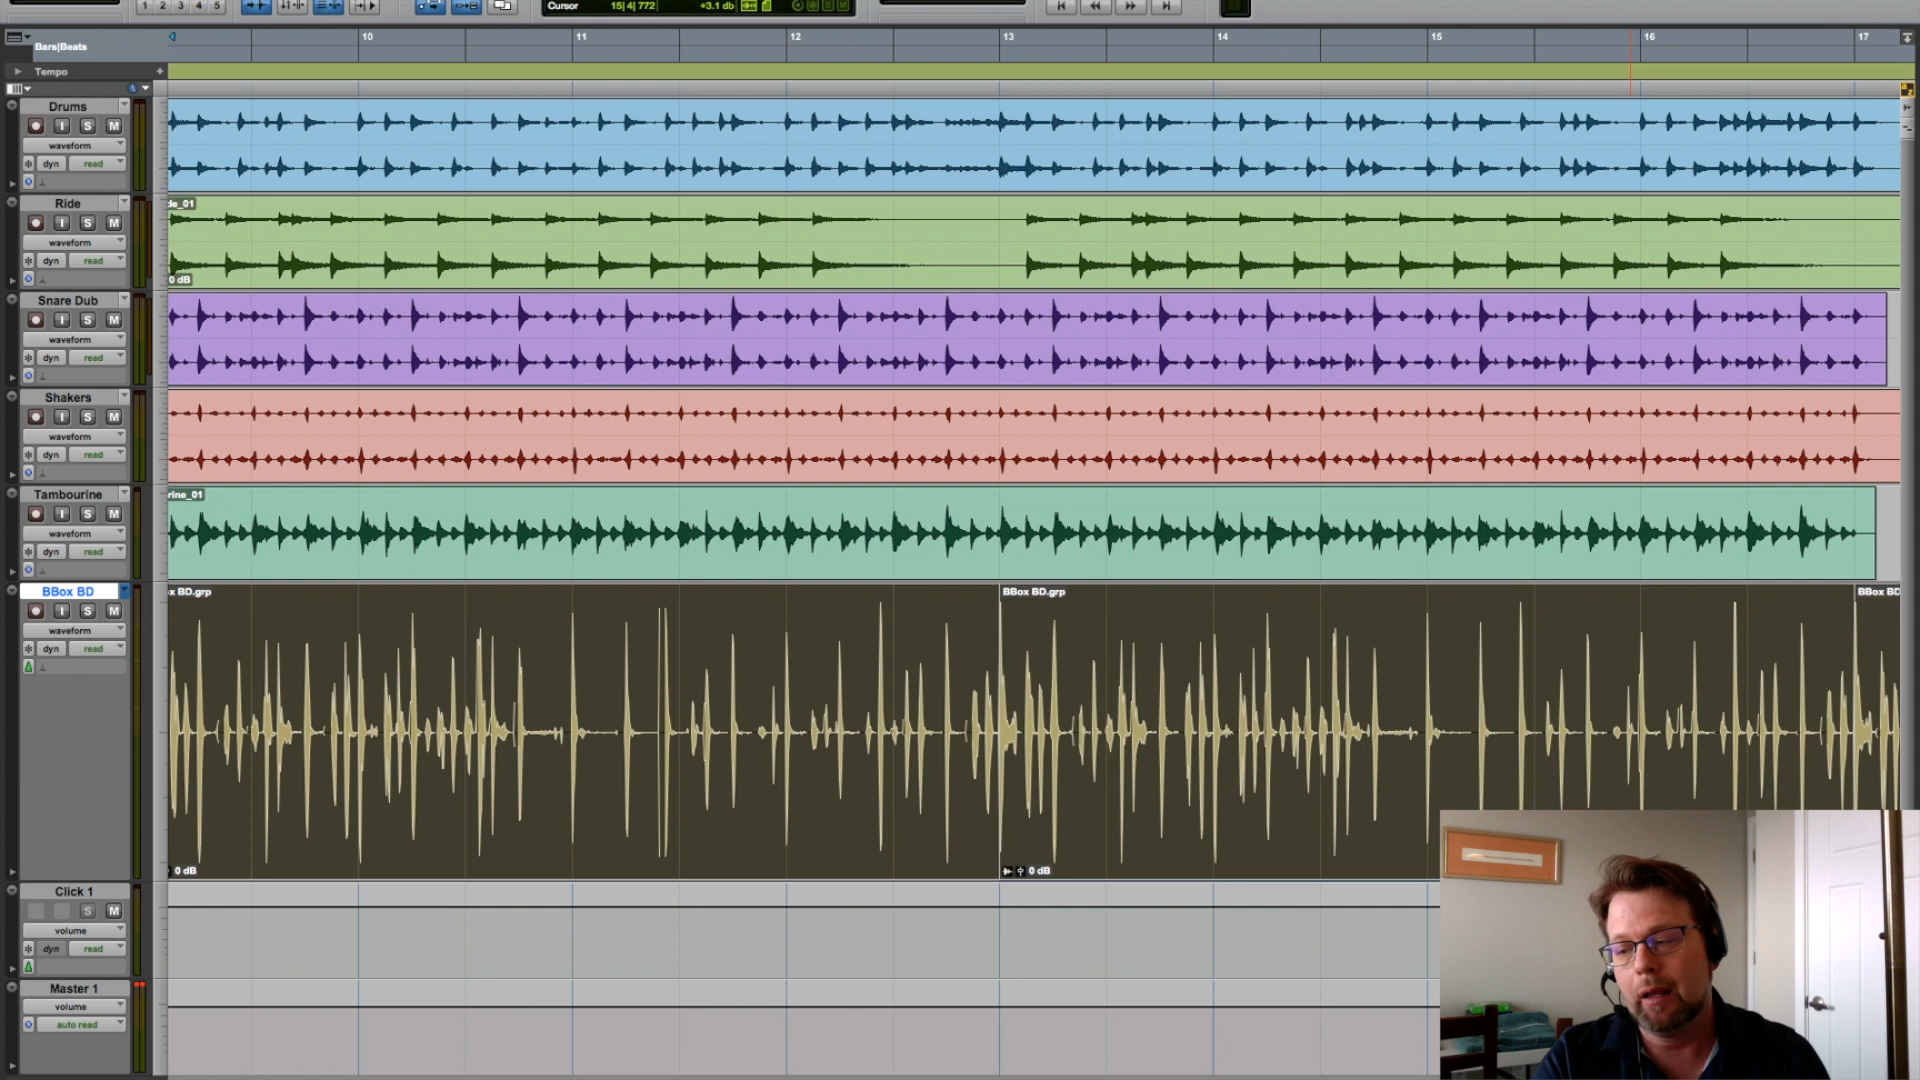 1 2 3 4 5
Cursor 15| 4| 772 +3.1 db
S M
Bars|Beats
10 11 12 13 14 15 16 17
Tempo
Drums
I S M
waveform
dyn read
Ride
de_01
I S M
waveform
dyn read
0 dB
Snare Dub
I S M
waveform
dyn read
Shakers
I S M
waveform
dyn read
Tambourine
rine_01
I S M
waveform
dyn read
BBox BD
x BD.grp
BBox BD.grp
BBox BD
I S M
waveform
dyn read
0 dB
0 dB
Click 1
S M
volume
dyn read
Master 1
volume
auto read